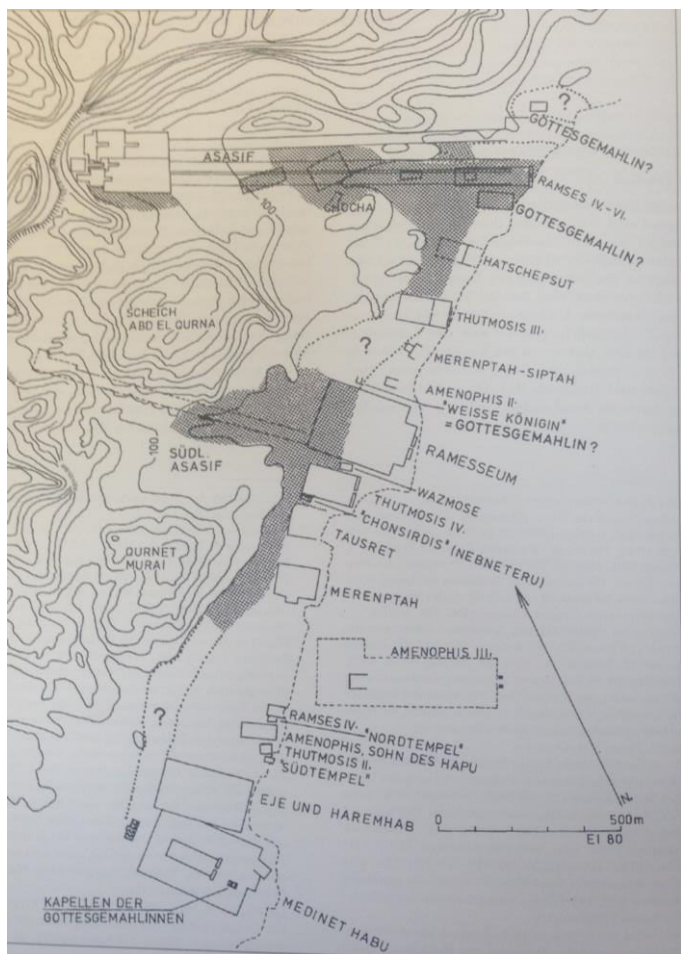 ?
GÖTTESGEMAHLIN?
ASASIF
RAMSES IV.-VI.
CHOCHA
GOTTESGEMAHLIN?
100
HATSCHEPSUT
SCHEICH
ABD EL QURNA
THUTMOSIS III.
?
MERENPTAH-SIPTAH
AMENOPHIS II.
"WEISSE KÖNIGIN"
= GOTTESGEMAHLIN?
100
SÜDL.
ASASIF
RAMESSEUM
WAZMOSE
THUTMOSIS IV.
"CHONSIRDIS" (NEBNETERU)
TAUSRET
QURNET
MURAI
MERENPTAH
AMENOPHIS III.
?
RAMSES IV. "NORDTEMPEL"
AMENOPHIS, SOHN DES HAPU
THUTMOSIS II.
"SÜDTEMPEL"
EJE UND HAREMHAB
N.
0 500m
EI 80
KAPELLEN DER
GOTTESGEMAHLINNEN
MEDINET HABU